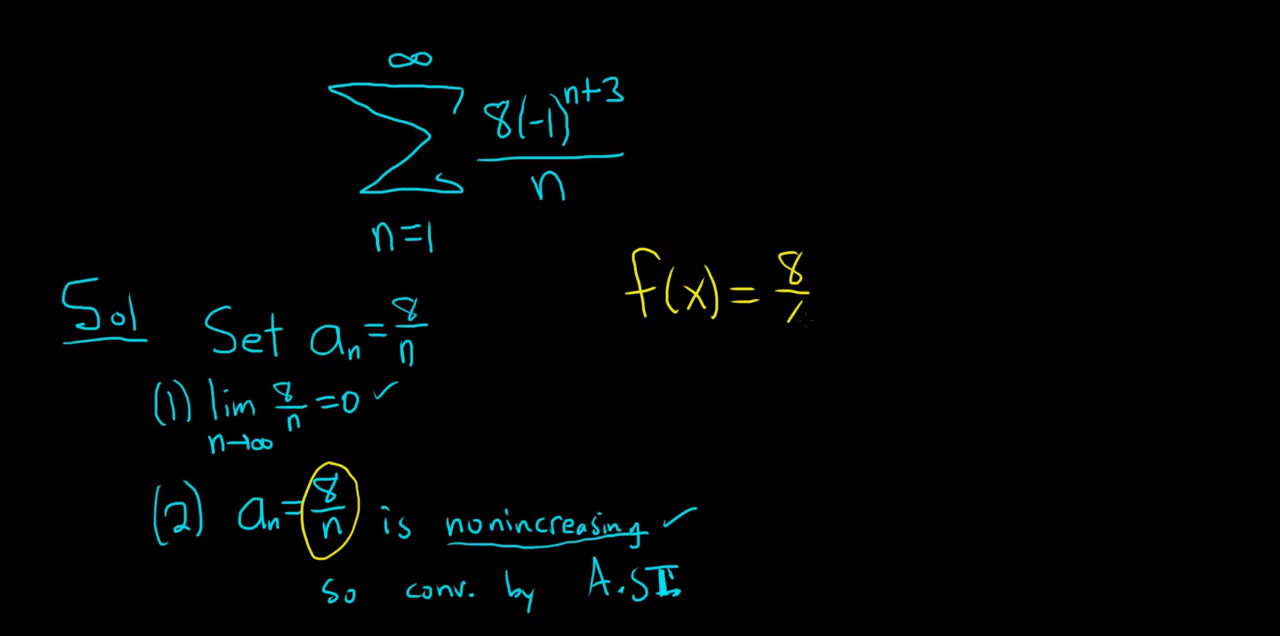 ∞
∑ 8(-1)^{n+3} / n
n=1
f(x) = 8/
Sol Set a_n = 8/n
(1) lim 8/n = 0 ✓
n→∞
(2) a_n = 8/n is nonincreasing ✓
so conv. by A.S